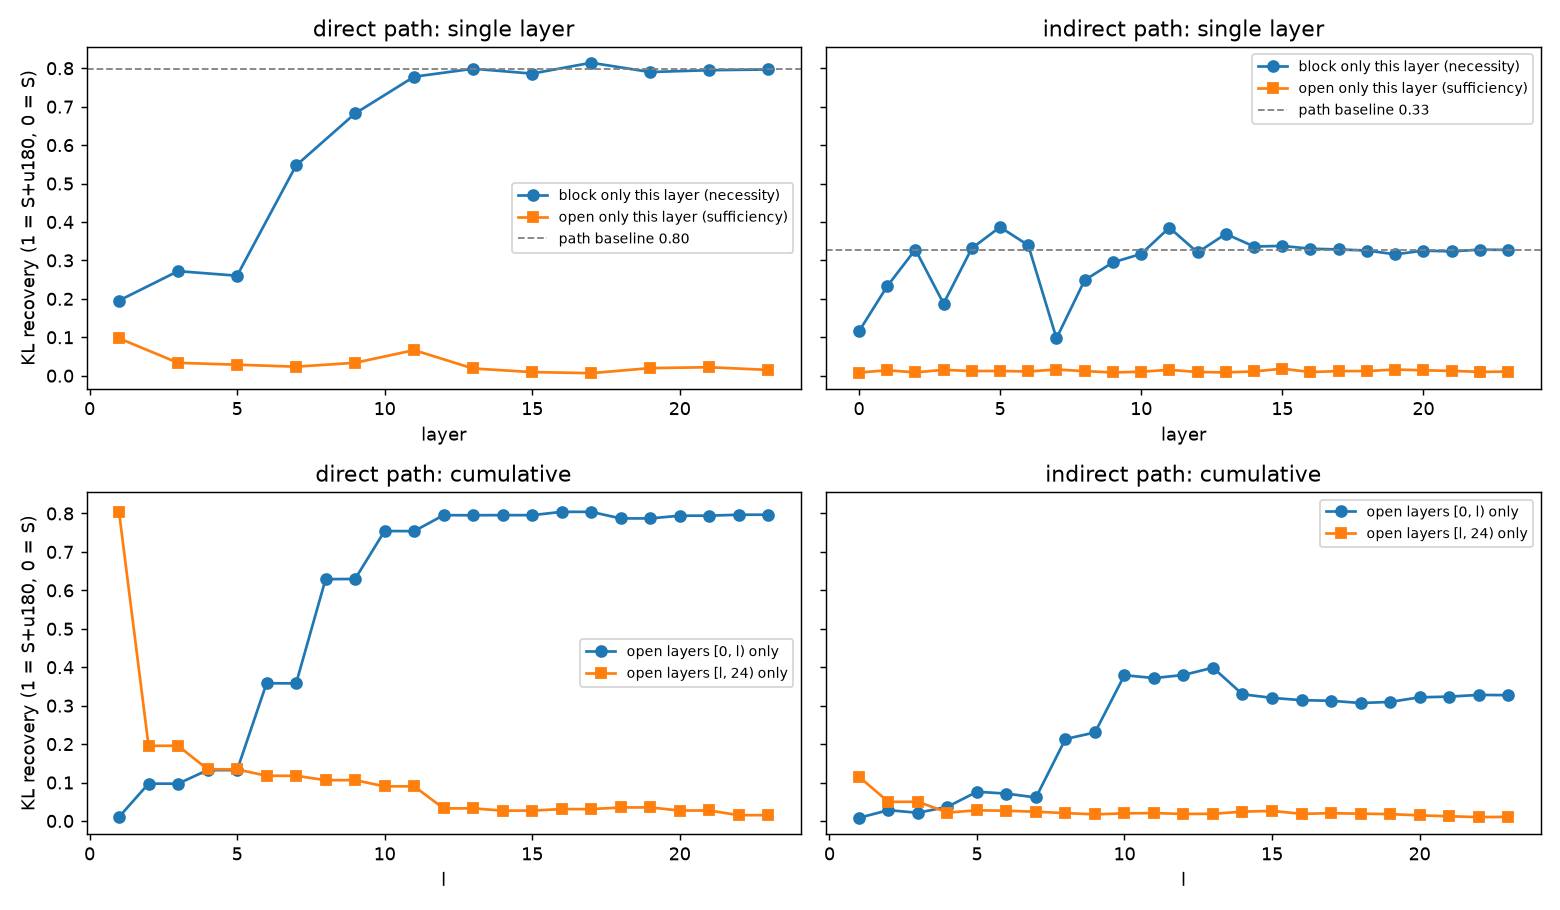 direct path: single layer
KL recovery (1 = S+u180, 0 = S)
0.8
0.7
0.6
0.5
0.4
0.3
0.2
0.1
0.0
block only this layer (necessity)
open only this layer (sufficiency)
path baseline 0.80
0 5 10 15 20
layer
indirect path: single layer
block only this layer (necessity)
open only this layer (sufficiency)
path baseline 0.33
0 5 10 15 20
layer
direct path: cumulative
KL recovery (1 = S+u180, 0 = S)
0.8
0.7
0.6
0.5
0.4
0.3
0.2
0.1
0.0
open layers [0, l) only
open layers [l, 24) only
0 5 10 15 20
l
indirect path: cumulative
open layers [0, l) only
open layers [l, 24) only
0 5 10 15 20
l